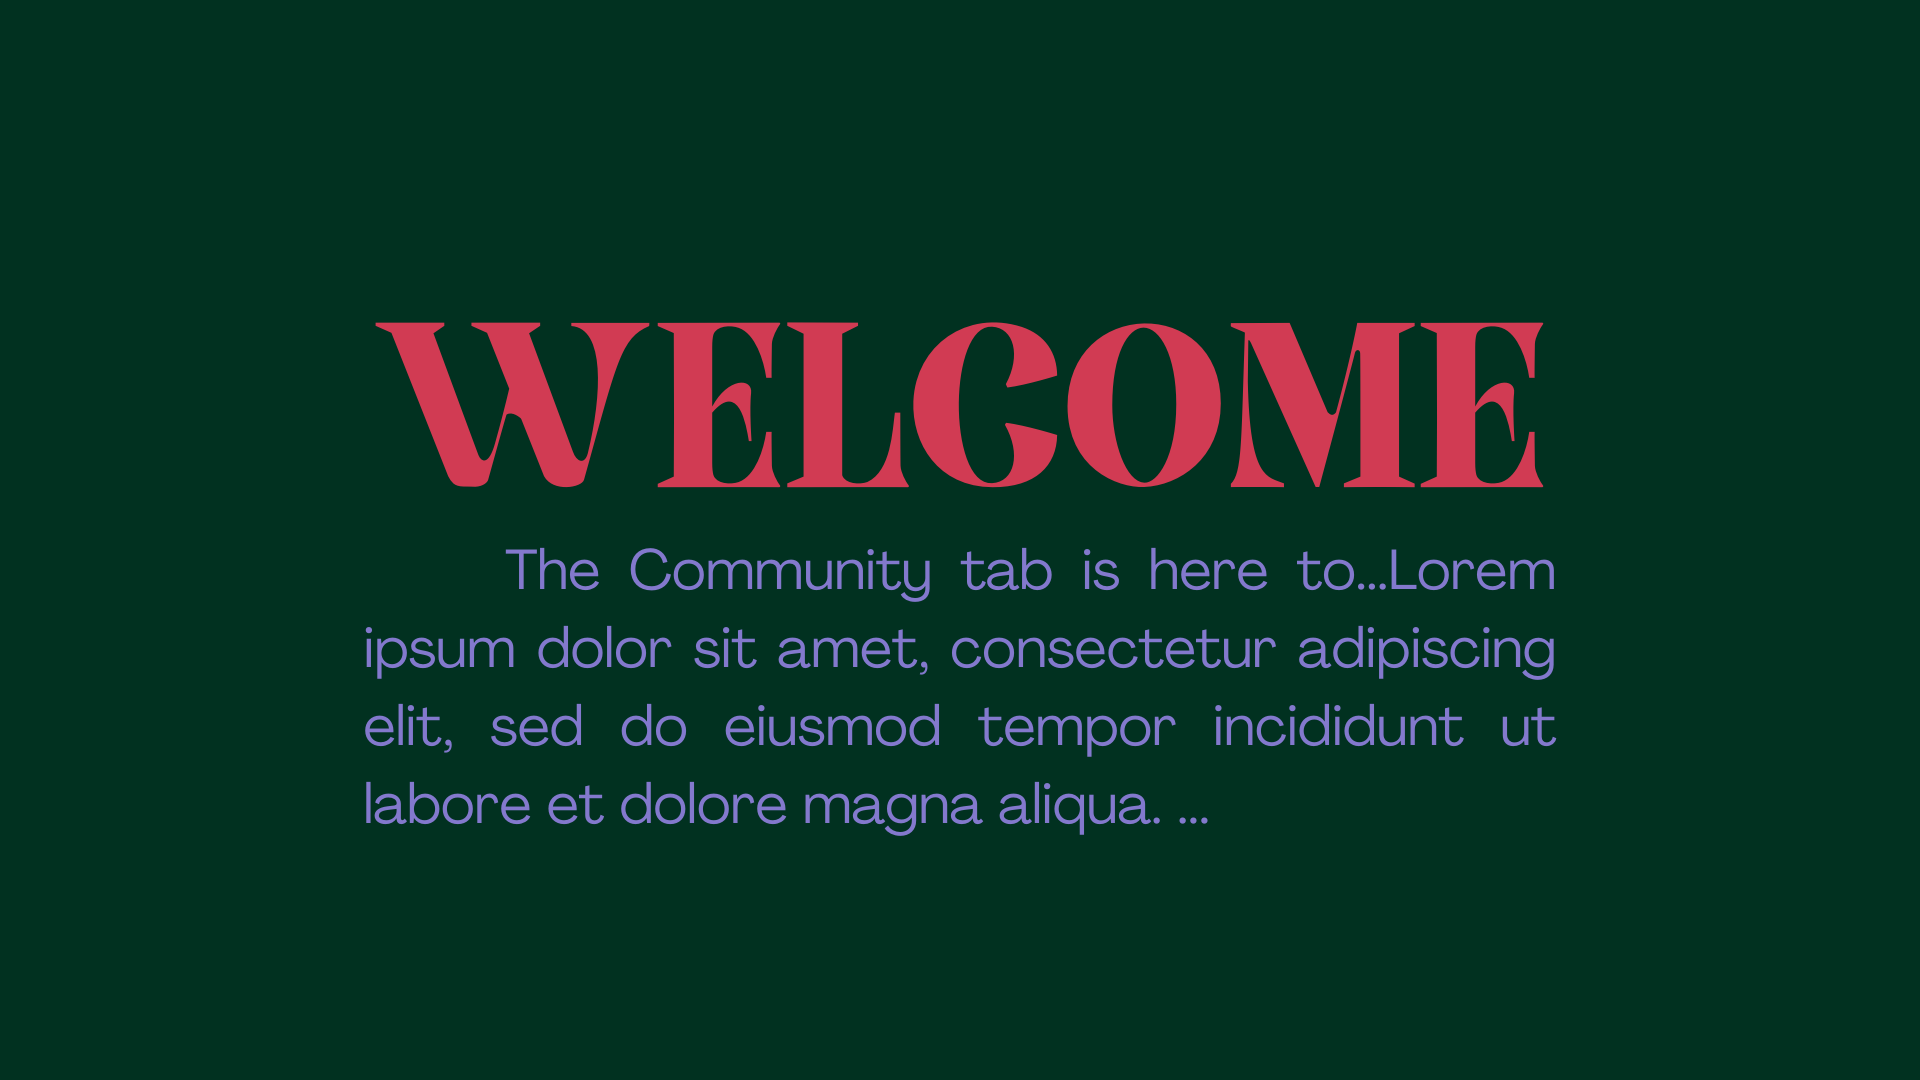 WELCOME
The Community tab is here to...Lorem
ipsum dolor sit amet, consectetur adipiscing
elit, sed do eiusmod tempor incididunt ut
labore et dolore magna aliqua. ...